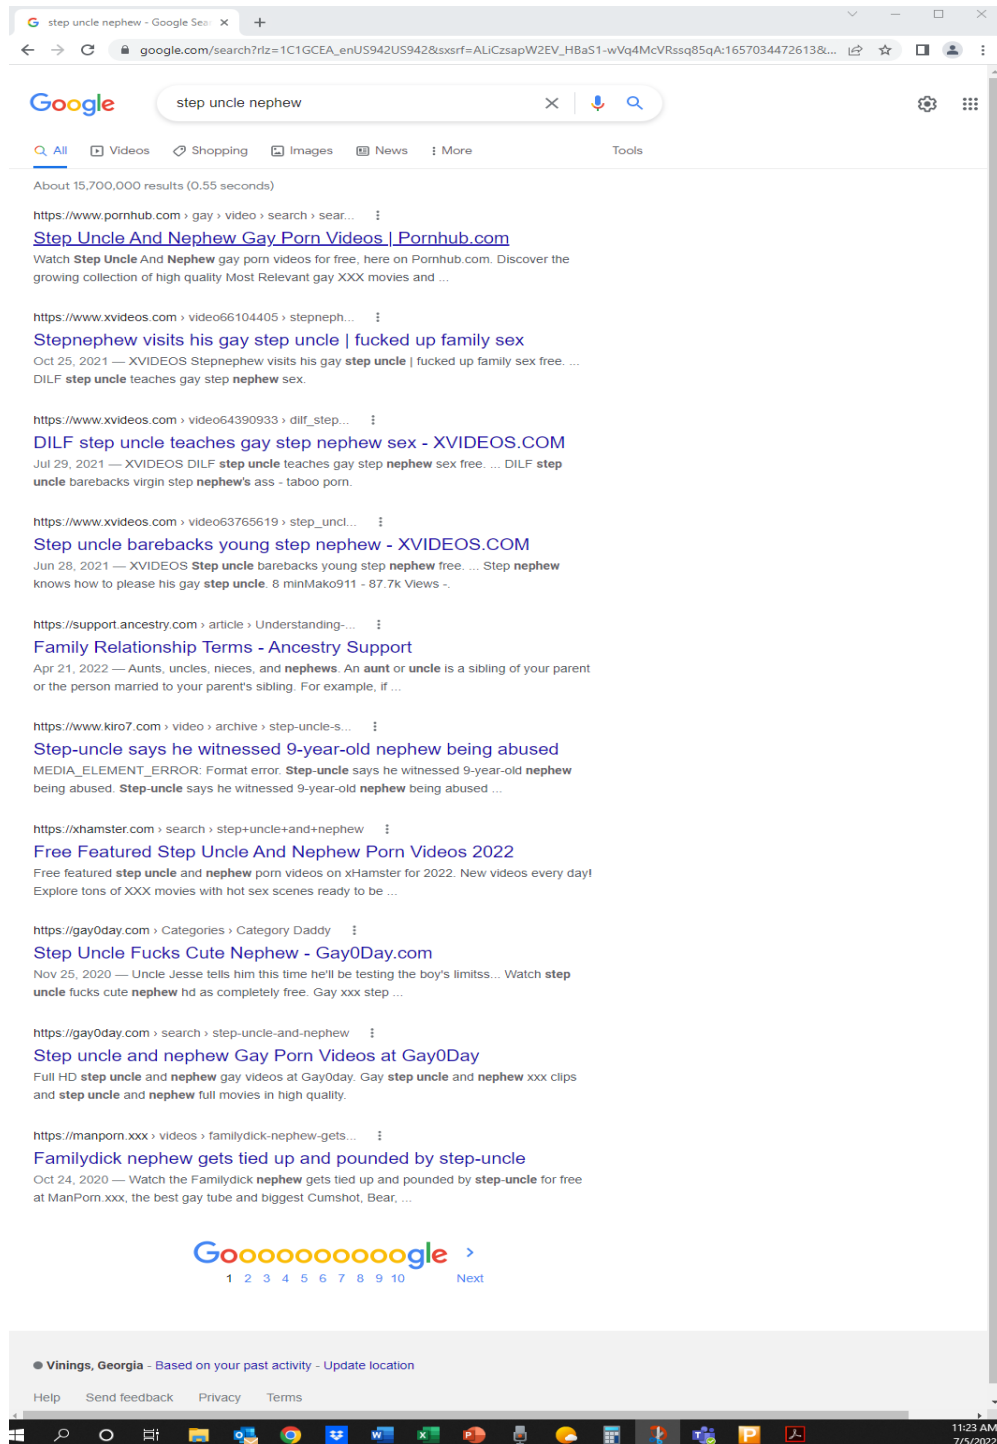 step uncle nephew - Google Sea
google.com/search?rlz=1C1GCEA_enUS942US942&sxsrf=ALiCzsapW2EV_HBaS1-wVq4McVRssq85qA:1657034472613&...
Google
step uncle nephew
All Videos Shopping Images News More Tools
About 15,700,000 results (0.55 seconds)
https://www.pornhub.com › gay › video › search › sear...
Step Uncle And Nephew Gay Porn Videos | Pornhub.com
Watch Step Uncle And Nephew gay porn videos for free, here on Pornhub.com. Discover the
growing collection of high quality Most Relevant gay XXX movies and ...
https://www.xvideos.com › video66104405 › stepneph...
Stepnephew visits his gay step uncle | fucked up family sex
Oct 25, 2021 — XVIDEOS Stepnephew visits his gay step uncle | fucked up family sex free. ...
DILF step uncle teaches gay step nephew sex.
https://www.xvideos.com › video64390933 › dilf_step...
DILF step uncle teaches gay step nephew sex - XVIDEOS.COM
Jul 29, 2021 — XVIDEOS DILF step uncle teaches gay step nephew sex free. ... DILF step
uncle barebacks virgin step nephew's ass - taboo porn.
https://www.xvideos.com › video63765619 › step_uncl...
Step uncle barebacks young step nephew - XVIDEOS.COM
Jun 28, 2021 — XVIDEOS Step uncle barebacks young step nephew free. ... Step nephew
knows how to please his gay step uncle. 8 minMako911 - 87.7k Views -.
https://support.ancestry.com › article › Understanding-...
Family Relationship Terms - Ancestry Support
Apr 21, 2022 — Aunts, uncles, nieces, and nephews. An aunt or uncle is a sibling of your parent
or the person married to your parent's sibling. For example, if ...
https://www.kiro7.com › video › archive › step-uncle-s...
Step-uncle says he witnessed 9-year-old nephew being abused
MEDIA_ELEMENT_ERROR: Format error. Step-uncle says he witnessed 9-year-old nephew
being abused. Step-uncle says he witnessed 9-year-old nephew being abused ...
https://xhamster.com › search › step+uncle+and+nephew
Free Featured Step Uncle And Nephew Porn Videos 2022
Free featured step uncle and nephew porn videos on xHamster for 2022. New videos every day!
Explore tons of XXX movies with hot sex scenes ready to be ...
https://gay0day.com › Categories › Category Daddy
Step Uncle Fucks Cute Nephew - Gay0Day.com
Nov 25, 2020 — Uncle Jesse tells him this time he'll be testing the boy's limitss... Watch step
uncle fucks cute nephew hd as completely free. Gay xxx step ...
https://gay0day.com › search › step-uncle-and-nephew
Step uncle and nephew Gay Porn Videos at Gay0Day
Full HD step uncle and nephew gay videos at Gay0day. Gay step uncle and nephew xxx clips
and step uncle and nephew full movies in high quality.
https://manporn.xxx › videos › familydick-nephew-gets...
Familydick nephew gets tied up and pounded by step-uncle
Oct 24, 2020 — Watch the Familydick nephew gets tied up and pounded by step-uncle for free
at ManPorn.xxx, the best gay tube and biggest Cumshot, Bear, ...
Goooooooooogle >
1 2 3 4 5 6 7 8 9 10 Next
Vinings, Georgia - Based on your past activity - Update location
Help Send feedback Privacy Terms
11:23 AM
7/5/2022